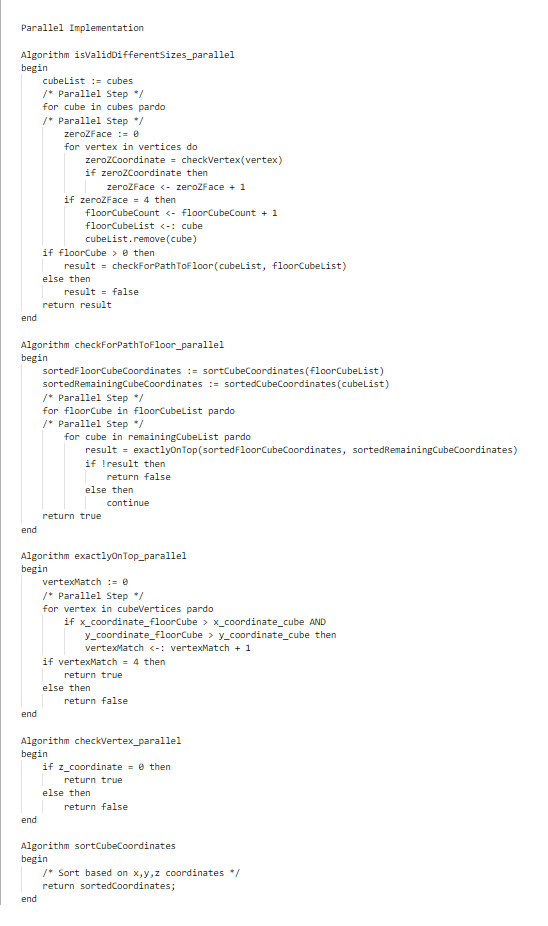 Parallel Implementation
Algorithm isValidDifferentSizes_parallel
begin
cubeList := cubes
/* Parallel Step */
for cube in cubes pardo
/* Parallel Step */
zeroZFace := 0
for vertex in vertices do
zeroZCoordinate = checkVertex(vertex)
if zeroZCoordinate then
zeroZFace <- zeroZFace + 1
if zeroZFace = 4 then
floorCubeCount <- floorCubeCount + 1
floorCubeList <-: cube
cubeList.remove(cube)
if floorCube > 0 then
result = checkForPathToFloor(cubeList, floorCubeList)
else then
result = false
return result
end
Algorithm checkForPathToFloor_parallel
begin
sortedFloorCubeCoordinates := sortCubeCoordinates(floorCubeList)
sortedRemainingCubeCoordinates := sortedCubeCoordinates(cubeList)
/* Parallel Step */
for floorCube in floorCubeList pardo
/* Parallel Step */
for cube in remainingCubeList pardo
result = exactlyOnTop(sortedFloorCubeCoordinates, sortedRemainingCubeCoordinates)
if !result then
return false
else then
continue
return true
end
Algorithm exactlyOnTop_parallel
begin
vertexMatch := 0
/* Parallel Step */
for vertex in cubeVertices pardo
if x_coordinate_floorCube > x_coordinate_cube AND
y_coordinate_floorCube > y_coordinate_cube then
vertexMatch <-: vertexMatch + 1
if vertexMatch = 4 then
return true
else then
return false
end
Algorithm checkVertex_parallel
begin
if z_coordinate = 0 then
return true
else then
return false
end
Algorithm sortCubeCoordinates
begin
/* Sort based on x,y,z coordinates */
return sortedCoordinates;
end